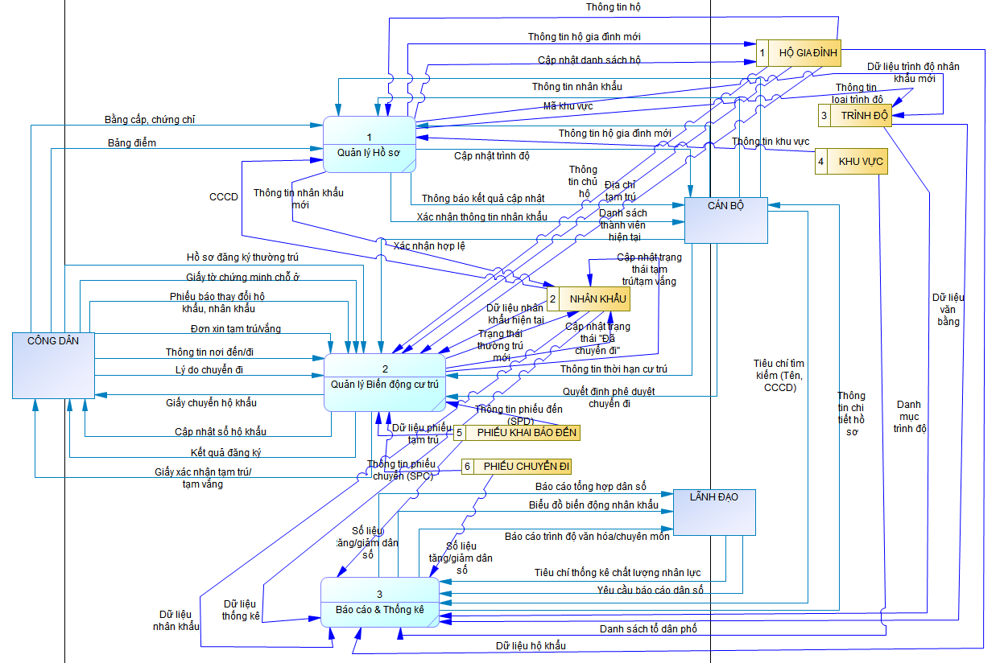 Thông tin hộ
Thông tin hộ gia đình mới
1 HỘ GIA ĐÌNH
Cập nhật danh sách hộ
Dữ liệu trình độ nhân
khẩu mới
Thông tin nhân khẩu
Thông tin
loại trình độ
Mã khu vực
3 TRÌNH ĐỘ
Bằng cấp, chứng chỉ
1
Quản lý Hồ sơ
Thông tin hộ gia đình mới
Thông tin khu vực
Bảng điểm
Cập nhật trình độ
4 KHU VỰC
Thông
tin chủ
hộ
Địa chỉ
tạm trú
CCCD
Thông tin nhân khẩu
mới
Thông báo kết quả cập nhật
CÁN BỘ
Xác nhận thông tin nhân khẩu
Danh sách
thành viên
hiện tại
Xác nhận hợp lệ
Hồ sơ đăng ký thường trú
Cập nhật trạng
thái tạm
trú/tạm vắng
Giấy tờ chứng minh chỗ ở
Phiếu báo thay đổi hộ
khẩu, nhân khẩu
2 NHÂN KHẨU
Dữ liệu nhân
khẩu hiện tại
Dữ liệu
văn
bằng
Đơn xin tạm trú/vắng
Trạng thái
thường trú
mới
Cập nhật trạng
thái "Đã
chuyển đi"
CÔNG DÂN
Thông tin nơi đến/đi
2
Quản lý Biến động cư trú
Lý do chuyển đi
Thông tin thời hạn cư trú
Tiêu chí tìm
kiếm (Tên,
CCCD)
Giấy chuyển hộ khẩu
Quyết định phê duyệt
chuyển đi
Thông
tin chi
tiết hồ
sơ
Danh
mục
trình độ
Thông tin phiếu đến
(SPD)
Cập nhật sổ hộ khẩu
Dữ liệu phiếu
tạm trú
5 PHIẾU KHAI BÁO ĐẾN
Kết quả đăng ký
Thông tin phiếu
chuyển (SPC)
6 PHIẾU CHUYỂN ĐI
Giấy xác nhận tạm trú/
tạm vắng
Báo cáo tổng hợp dân số
LÃNH ĐẠO
Biểu đồ biến động nhân khẩu
Số liệu
tăng/giảm dân
số
Báo cáo trình độ văn hóa/chuyên môn
Số liệu
tăng/giảm dân
số
Tiêu chí thống kê chất lượng nhân lực
3
Báo cáo & Thống kê
Yêu cầu báo cáo dân số
Dữ liệu
thống kê
Dữ liệu
nhân khẩu
Danh sách tổ dân phố
Dữ liệu hộ khẩu